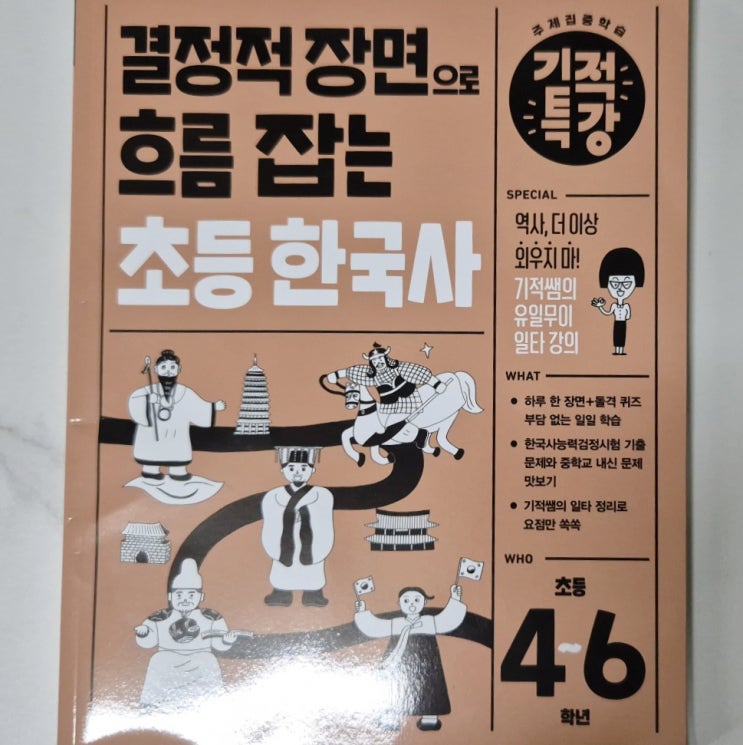 결정적 장면으로
흐름 잡는
초등 한국사
주제집중학습
기적
특강
SPECIAL
역사, 더 이상
외우지 마!
기적쌤의
유일무이
일타 강의
WHAT
• 하루 한 장면+돌격 퀴즈
부담 없는 일일 학습
• 한국사능력검정시험 기출
문제와 중학교 내신 문제
맛보기
• 기적쌤의 일타 정리로
요점만 쏙쏙
WHO
초등
4~6
학년